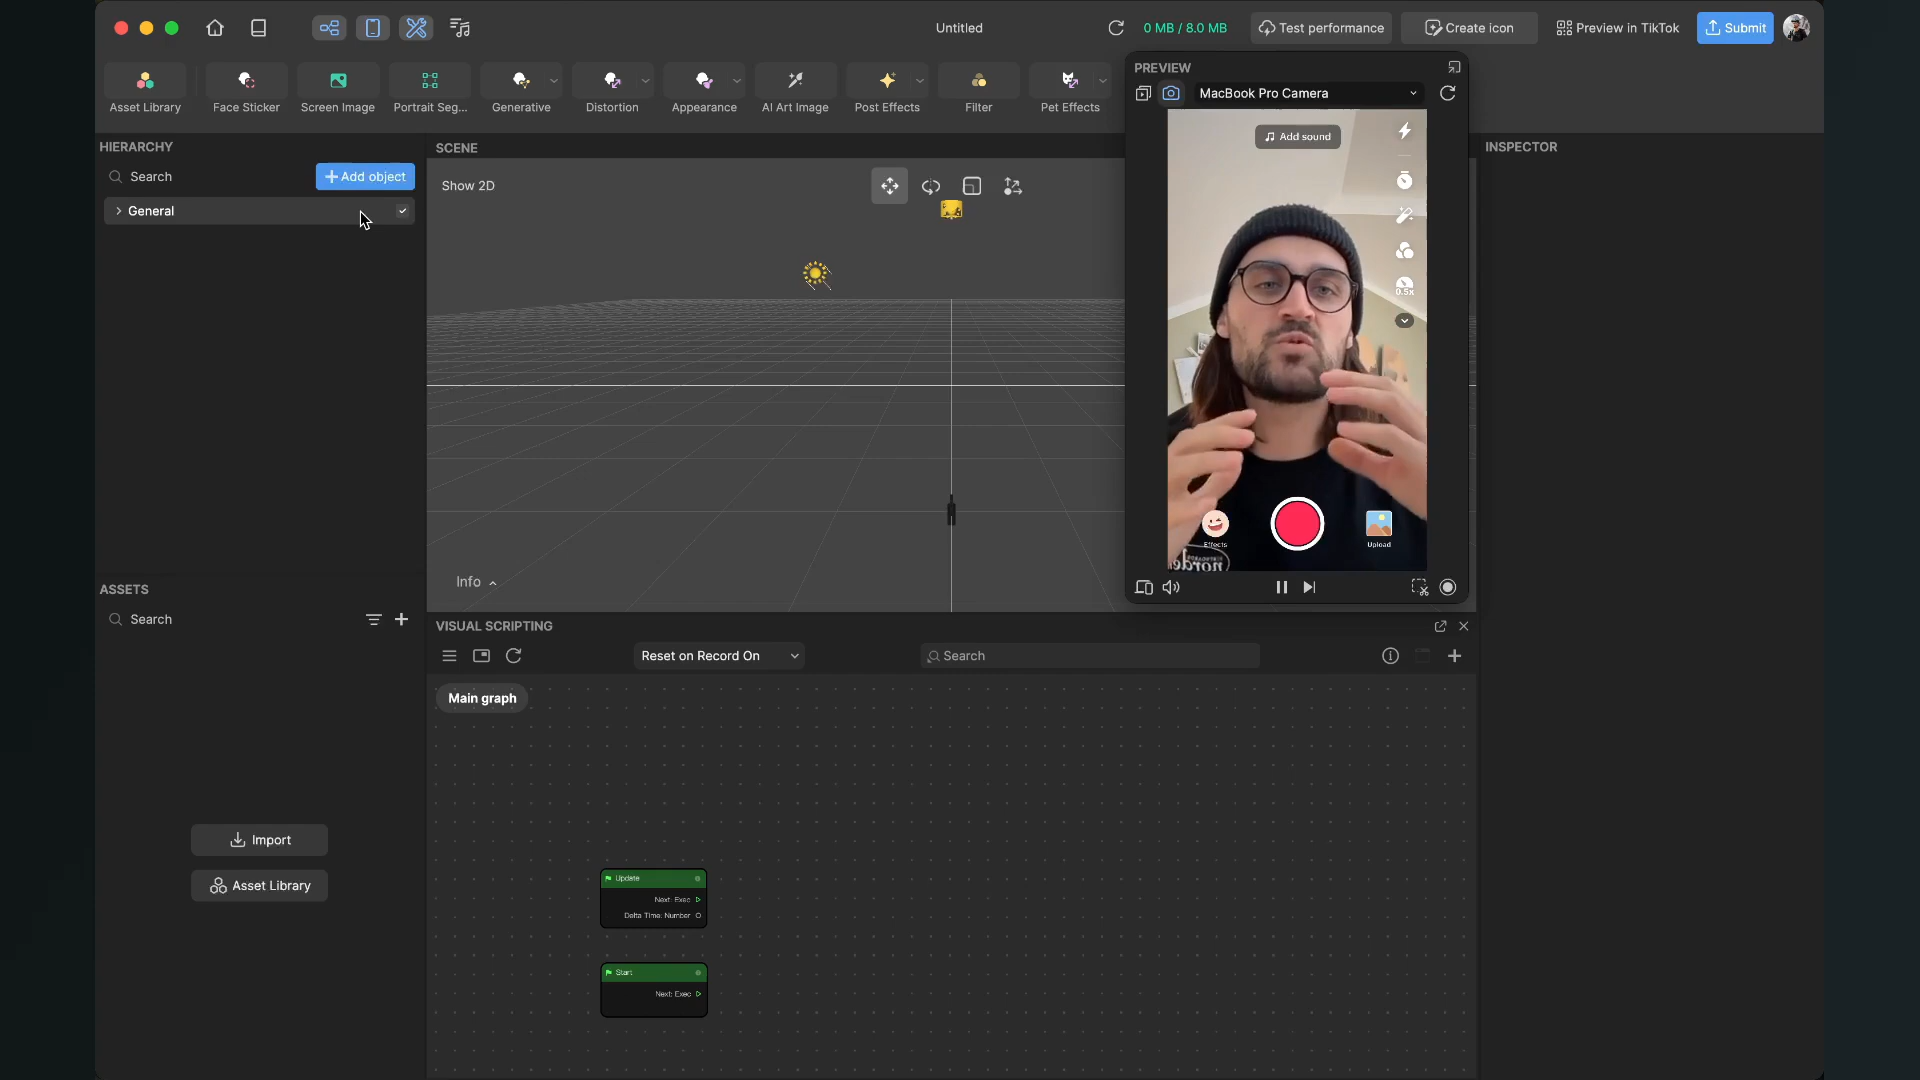 Untitled
0 MB / 8.0 MB
Test performance
Create icon
Preview in TikTok
Submit
Asset Library
Face Sticker
Screen Image
Portrait Seg...
Generative
Distortion
Appearance
AI Art Image
Post Effects
Filter
Pet Effects
PREVIEW
MacBook Pro Camera
Add sound
0.5x
Effects
Upload
HIERARCHY
Search
Add object
General
SCENE
Show 2D
Info
INSPECTOR
ASSETS
Search
Import
Asset Library
VISUAL SCRIPTING
Reset on Record On
Search
Main graph
Update
Next: Exec
Delta Time: Number
Start
Next: Exec